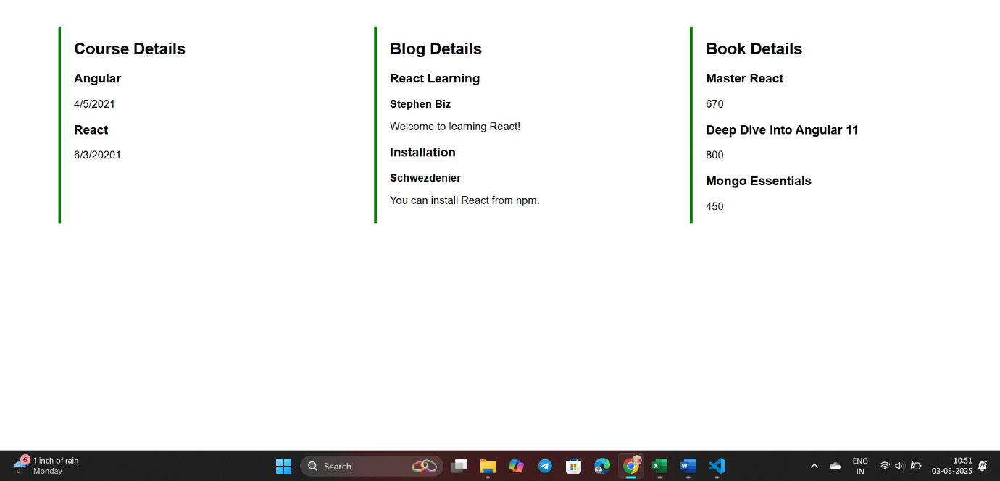 Course Details
Angular
4/5/2021
React
6/3/20201
Blog Details
React Learning
Stephen Biz
Welcome to learning React!
Installation
Schwezdenier
You can install React from npm.
Book Details
Master React
670
Deep Dive into Angular 11
800
Mongo Essentials
450
6
1 inch of rain
Monday
Search
ENG
IN
10:51
03-08-2025